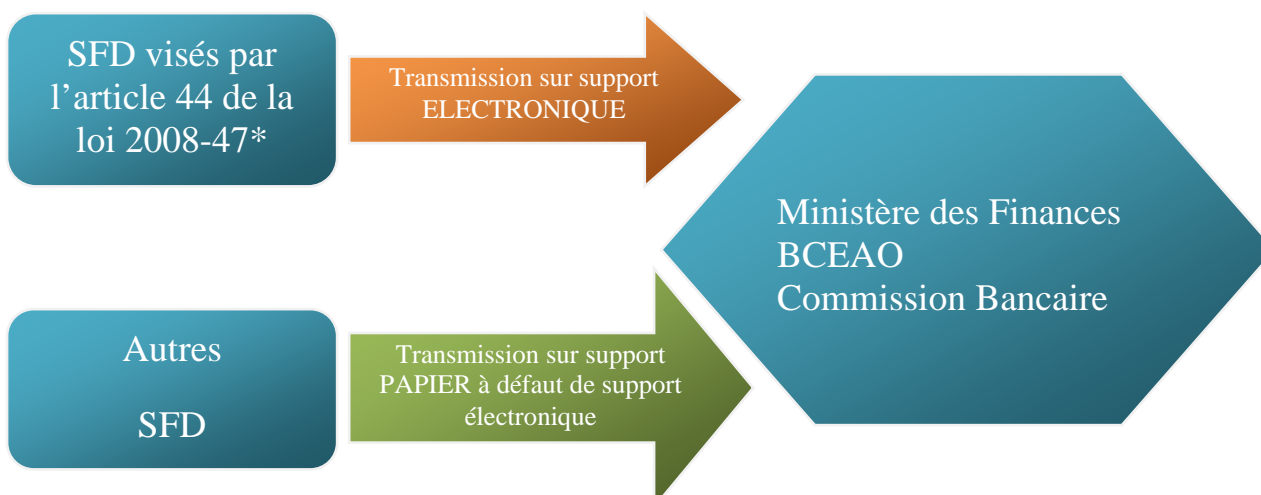 SFD visés par
l’article 44 de la
loi 2008-47*
Transmission sur support
ELECTRONIQUE
Ministère des Finances
BCEAO
Commission Bancaire
Autres
SFD
Transmission sur support
PAPIER à défaut de support
électronique